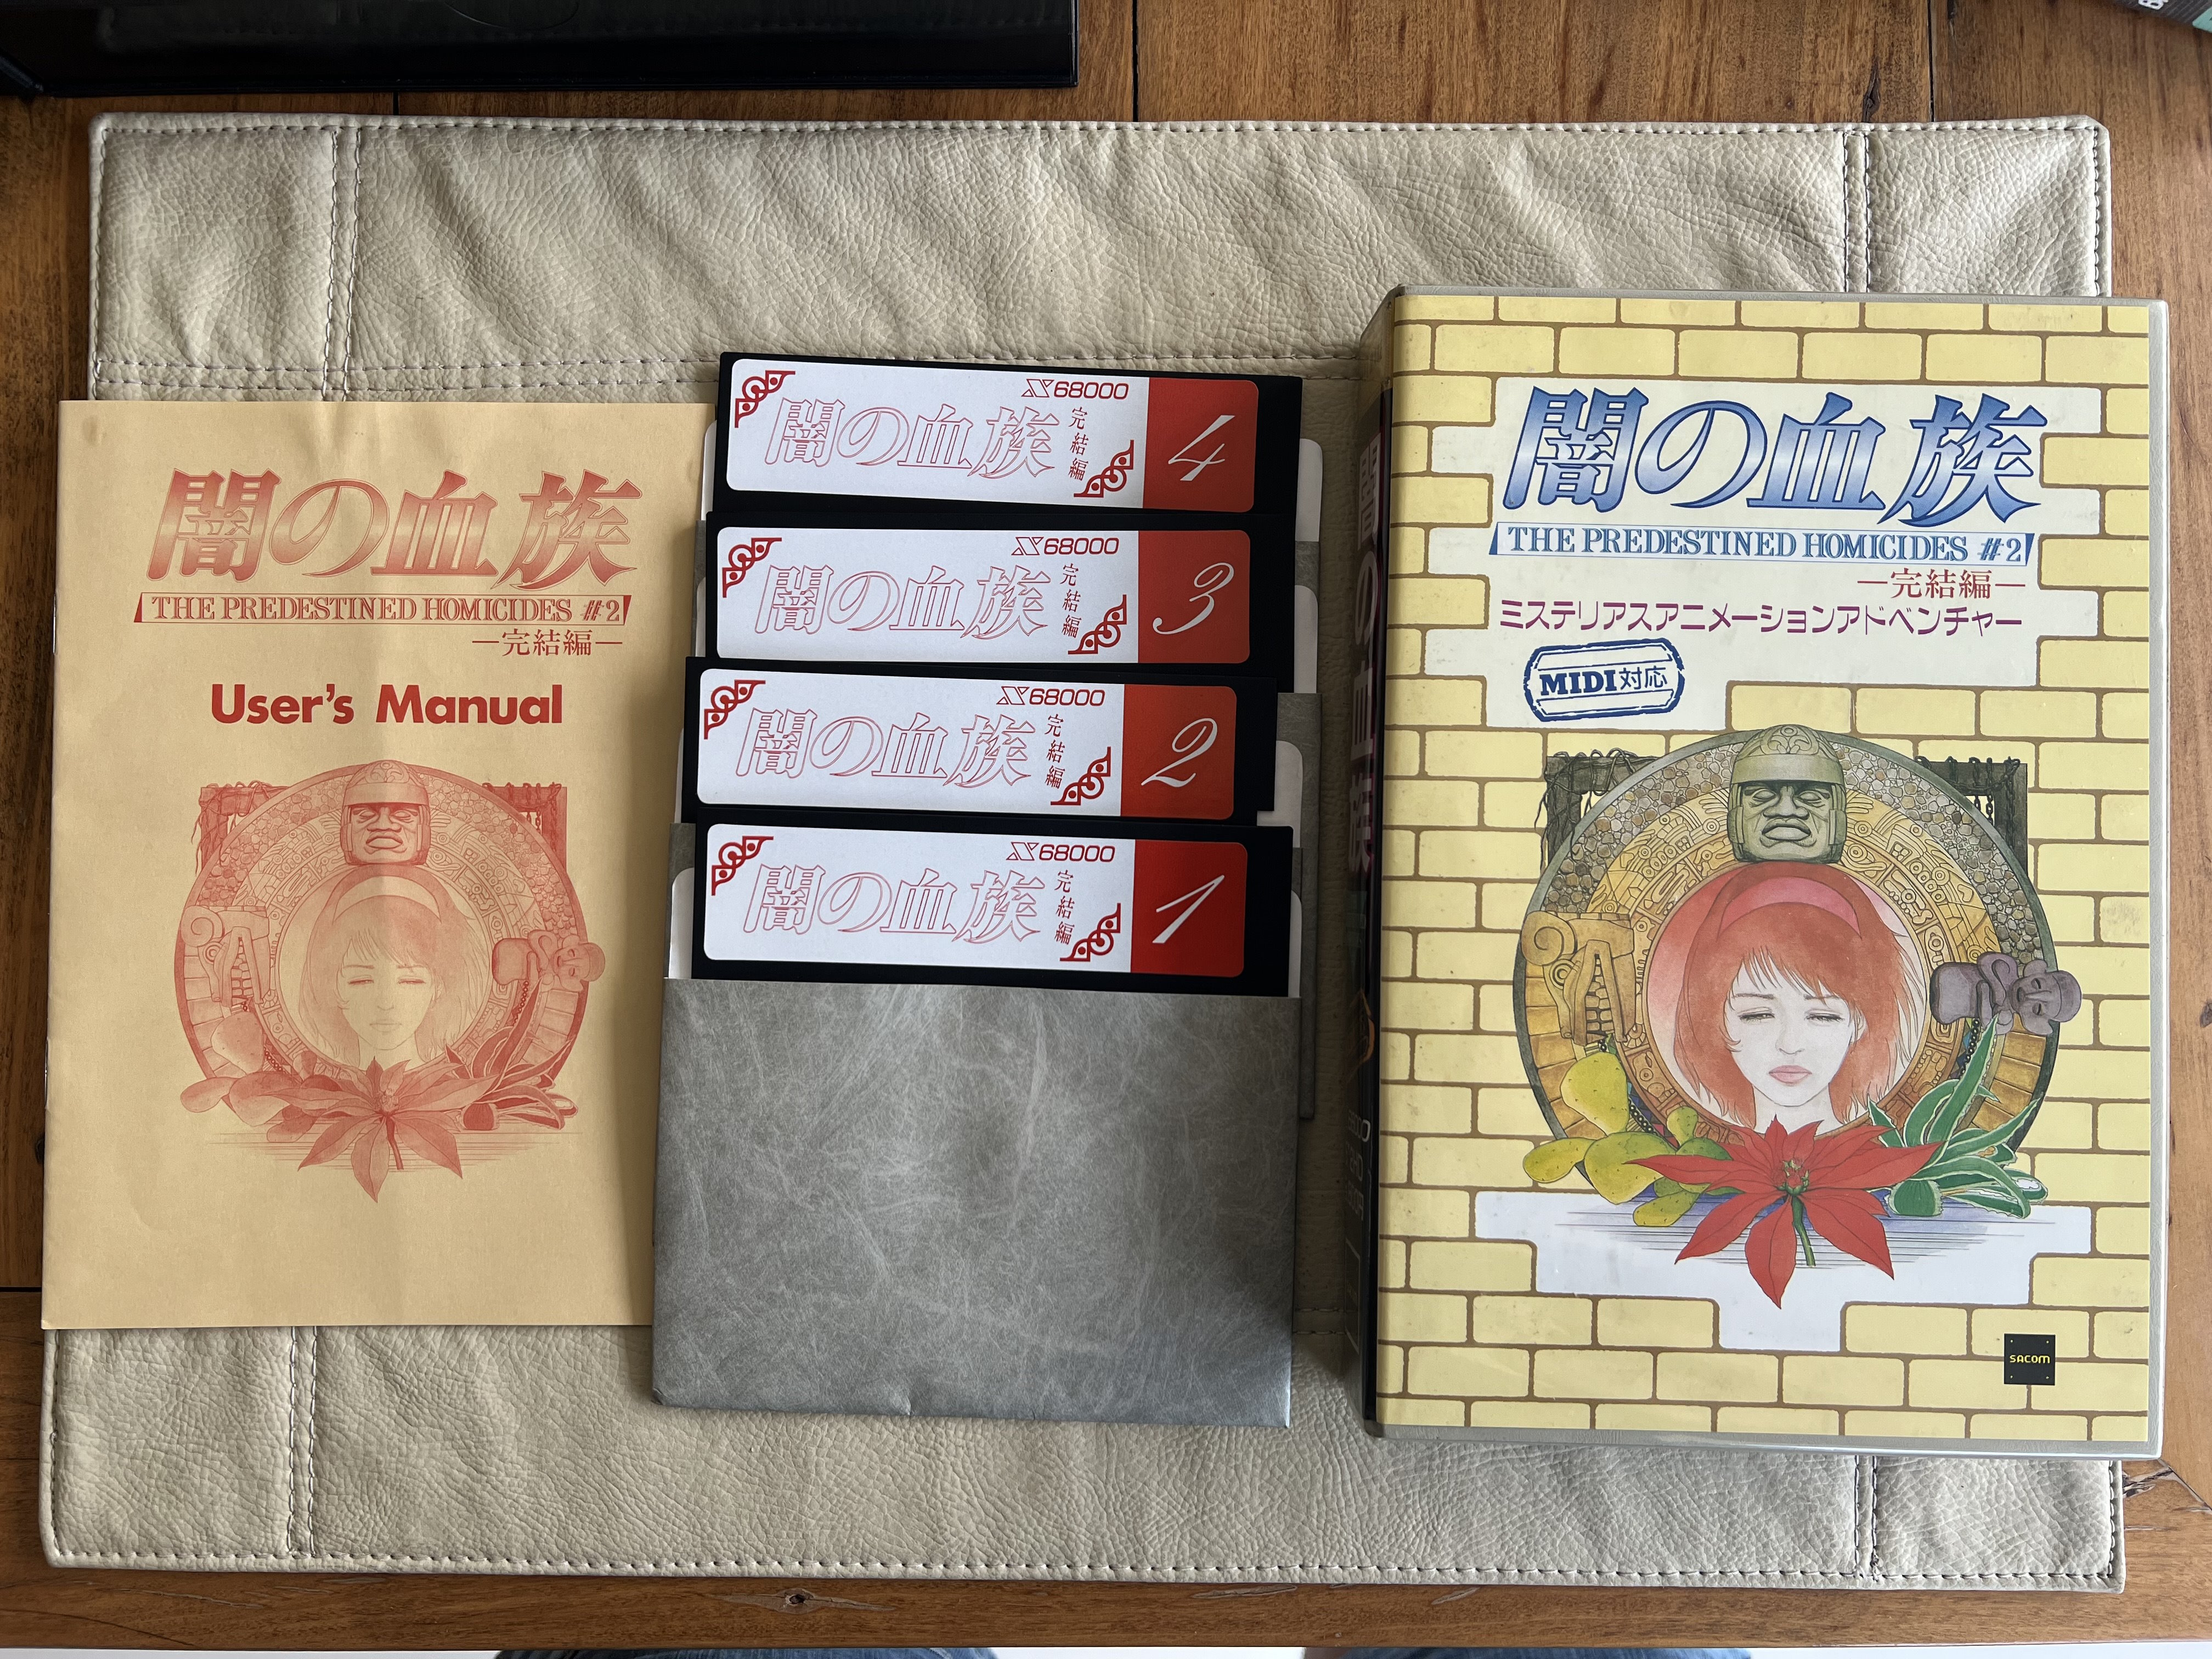 闇の血族
THE PREDESTINED HOMICIDES #2
—完結編—
User's Manual
X68000
闇の血族
完結編
4
X68000
闇の血族
完結編
3
X68000
闇の血族
完結編
2
X68000
闇の血族
完結編
1
闇の血族
THE PREDESTINED HOMICIDES #2
—完結編—
ミステリアスアニメーションアドベンチャー
MIDI対応
SACOM